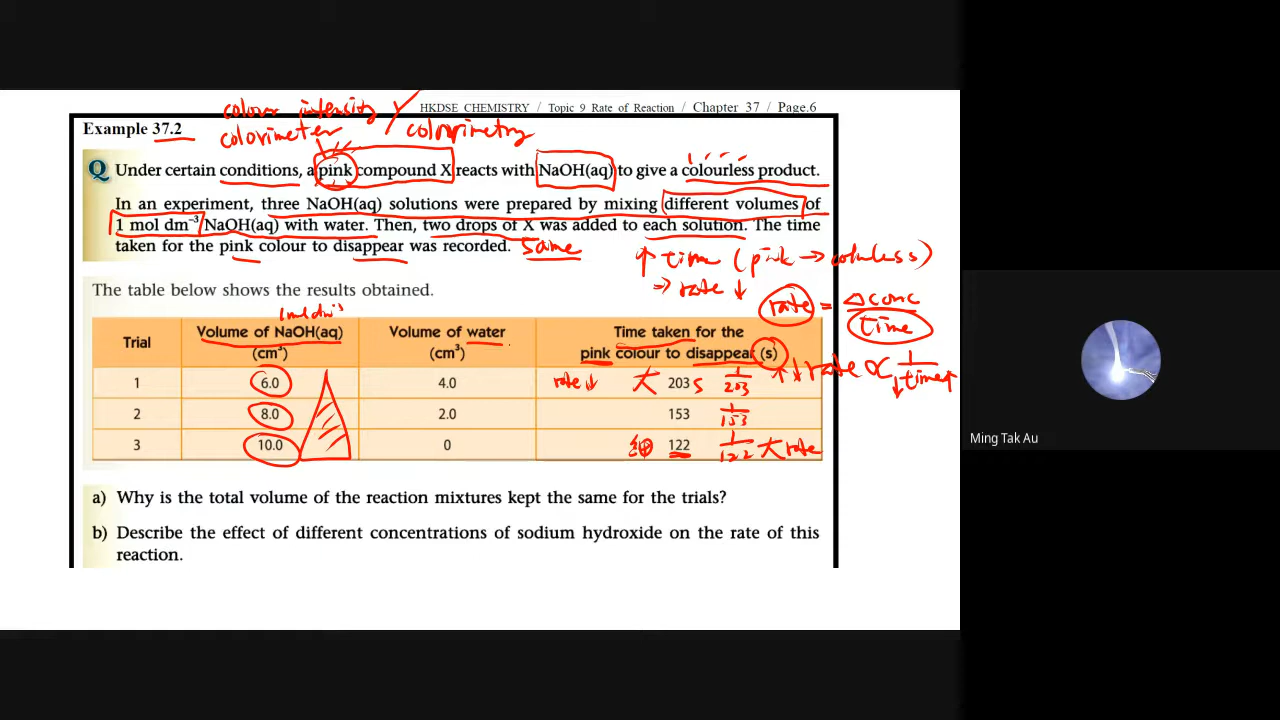 colour intensity
HKDSE CHEMISTRY / Topic 9 Rate of Reaction / Chapter 37 / Page.6
Example 37.2
colorimeter / colorimetry
Q Under certain conditions, a pink compound X reacts with NaOH(aq) to give a colourless product.
In an experiment, three NaOH(aq) solutions were prepared by mixing different volumes of
1 mol dm⁻³ NaOH(aq) with water. Then, two drops of X was added to each solution. The time
taken for the pink colour to disappear was recorded. same
↑ time (pink → colourless)
⇒ rate ↓
The table below shows the results obtained.
rate = Δconc / time
Trial | Volume of NaOH(aq) (cm³) | Volume of water (cm³) | Time taken for the pink colour to disappear (s)
↑↓ rate ∝ 1/time ↑
↓
1 | 6.0 | 4.0 | rate ↓ 大 203 s 1/203
2 | 8.0 | 2.0 | 153 1/153
3 | 10.0 | 0 | 122 1/122 大 rate
a) Why is the total volume of the reaction mixtures kept the same for the trials?
b) Describe the effect of different concentrations of sodium hydroxide on the rate of this
reaction.
Ming Tak Au